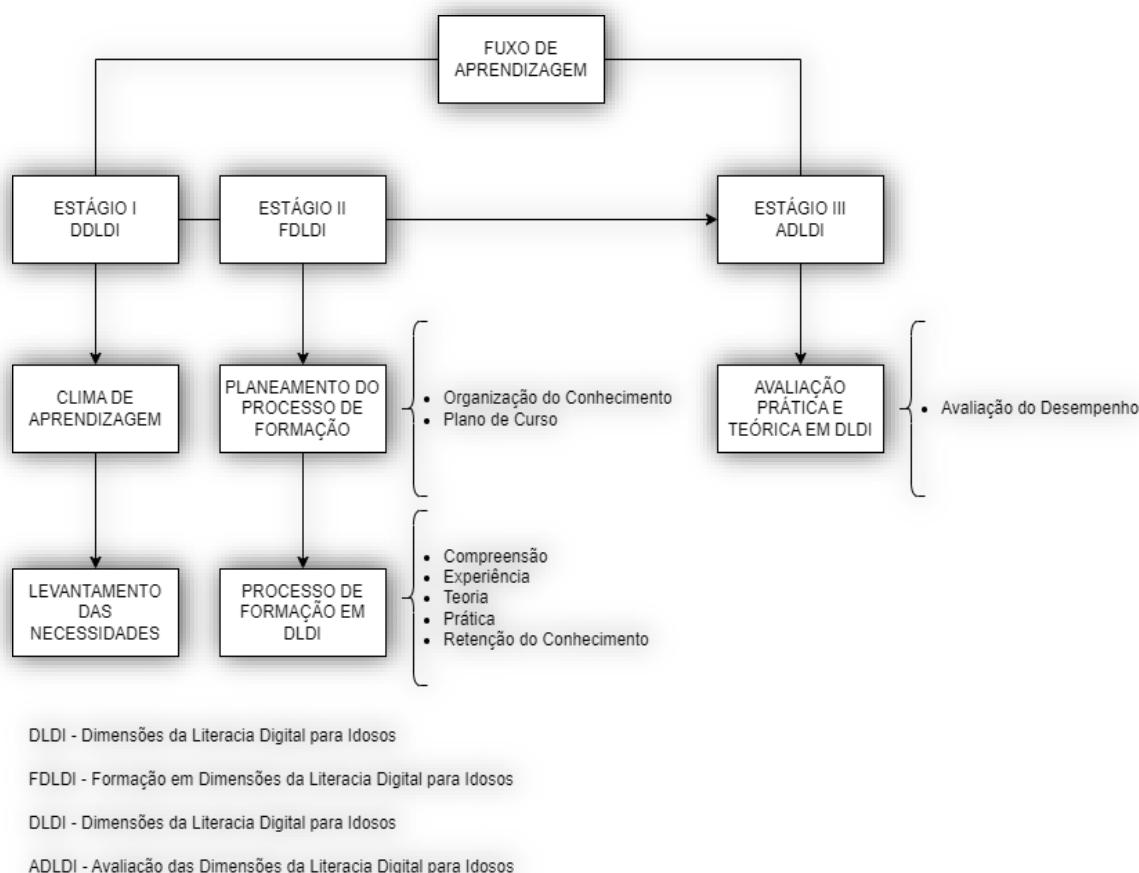 FUXO DE
APRENDIZAGEM
ESTÁGIO I
DDLDI
ESTÁGIO II
FDLDI
ESTÁGIO III
ADLDI
CLIMA DE
APRENDIZAGEM
PLANEAMENTO DO
PROCESSO DE
FORMAÇÃO
• Organização do Conhecimento
• Plano de Curso
AVALIAÇÃO
PRÁTICA E
TEÓRICA EM DLDI
• Avaliação do Desempenho
LEVANTAMENTO
DAS
NECESSIDADES
PROCESSO DE
FORMAÇÃO EM
DLDI
• Compreensão
• Experiência
• Teoria
• Prática
• Retenção do Conhecimento
DLDI - Dimensões da Literacia Digital para Idosos
FDLDI - Formação em Dimensões da Literacia Digital para Idosos
DLDI - Dimensões da Literacia Digital para Idosos
ADLDI - Avaliação das Dimensões da Literacia Digital para Idosos